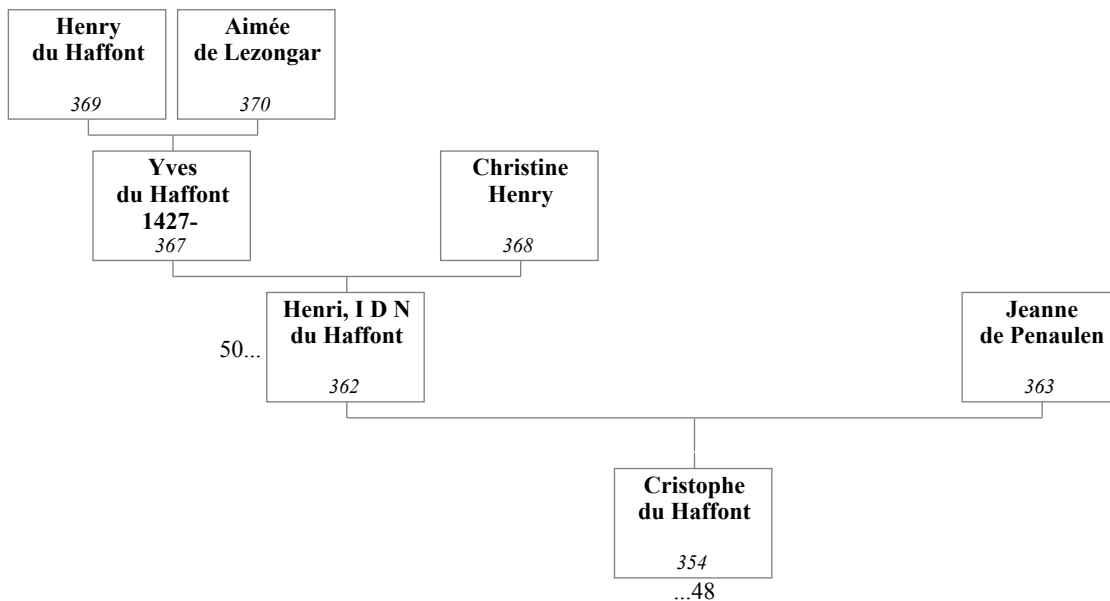 Henry
du Haffont
369
Aimée
de Lezongar
370
Yves
du Haffont
1427-
367
Christine
Henry
368
Henri, I D N
du Haffont
362
50...
Jeanne
de Penaulen
363
Cristophe
du Haffont
354
...48